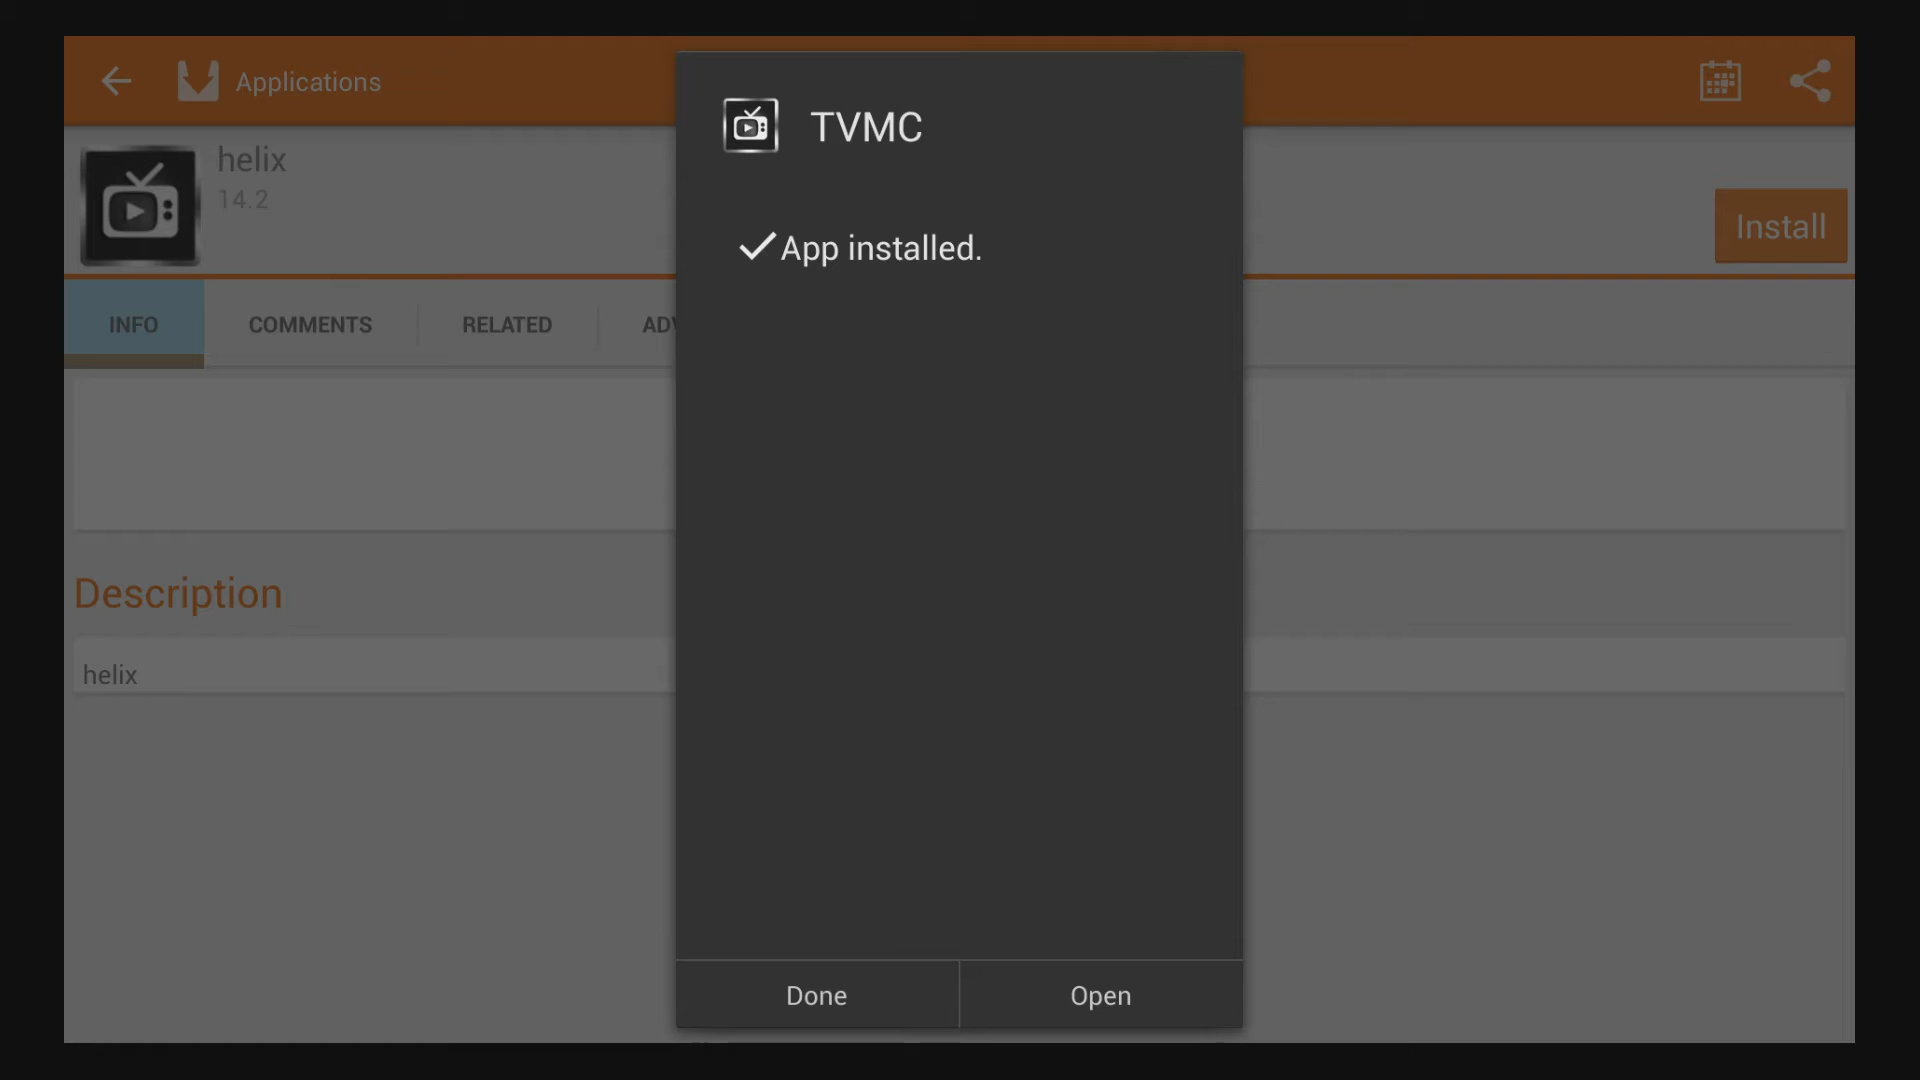 Applications
helix
14.2
Install
INFO
COMMENTS
RELATED
TVMC
App installed.
Description
helix
Done
Open